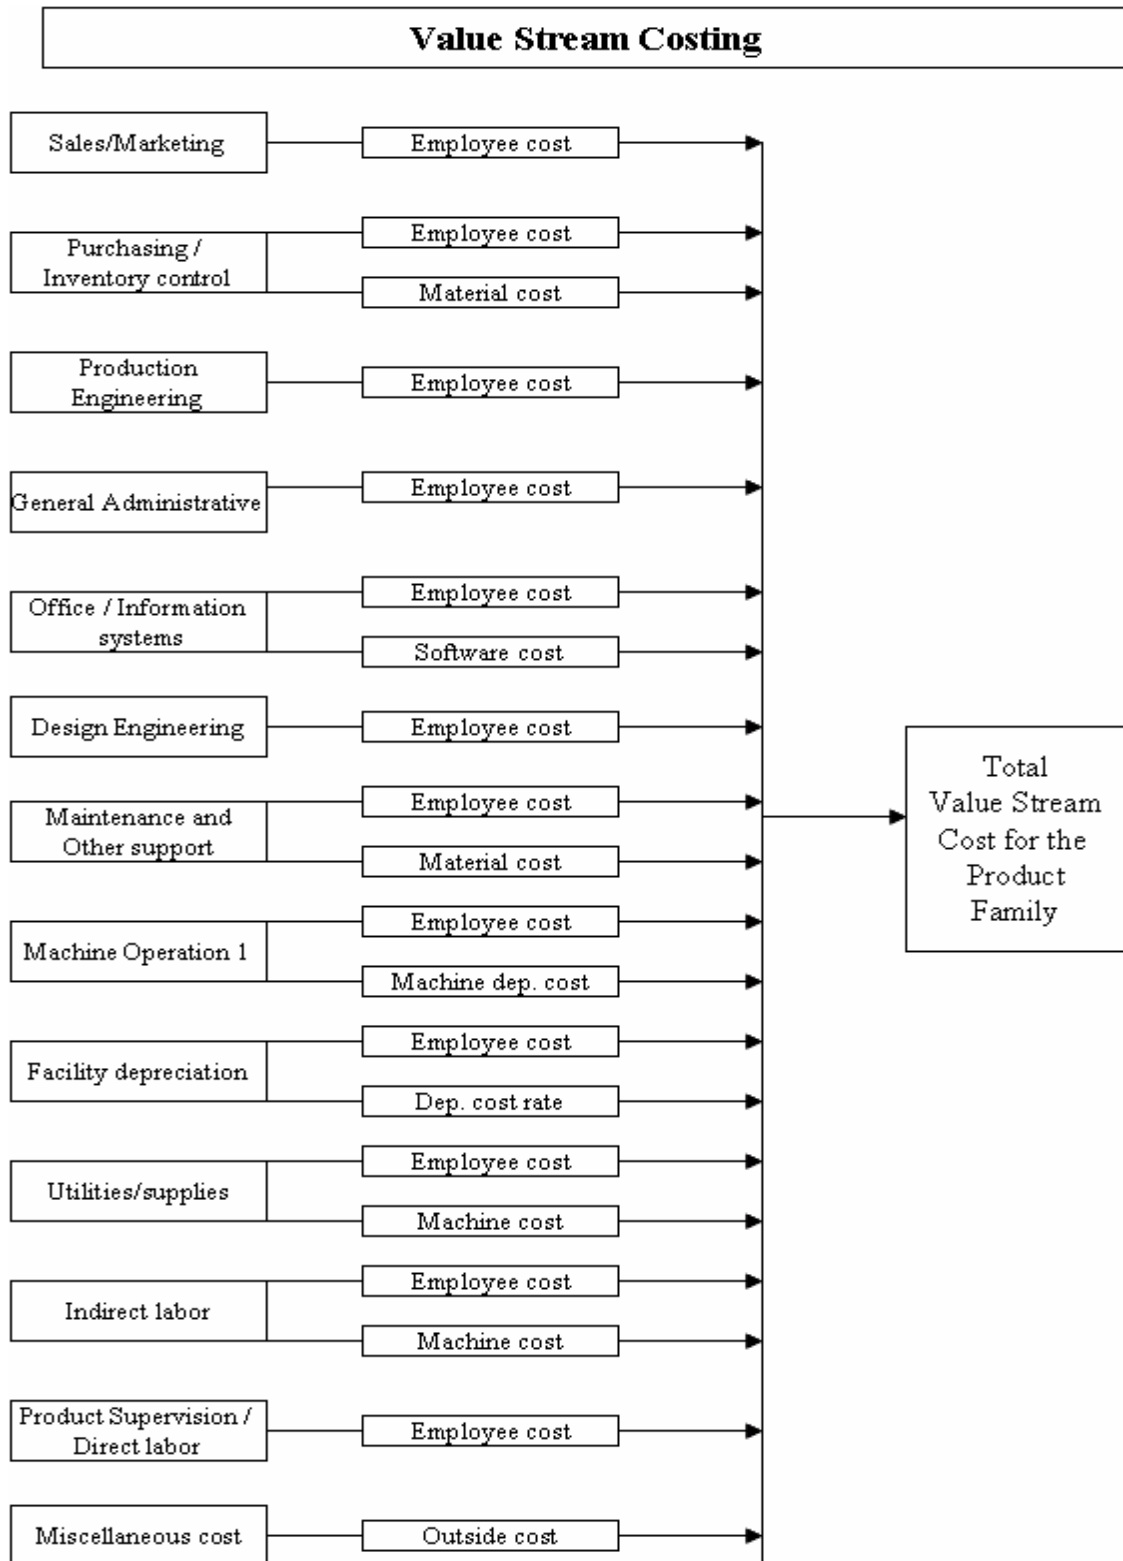 Value Stream Costing
Sales/Marketing
Employee cost
Purchasing /
Inventory control
Employee cost
Material cost
Production
Engineering
Employee cost
General Administrative
Employee cost
Office / Information
systems
Employee cost
Software cost
Design Engineering
Employee cost
Maintenance and
Other support
Employee cost
Material cost
Machine Operation 1
Employee cost
Machine dep. cost
Facility depreciation
Employee cost
Dep. cost rate
Utilities/supplies
Employee cost
Machine cost
Indirect labor
Employee cost
Machine cost
Product Supervision /
Direct labor
Employee cost
Miscellaneous cost
Outside cost
Total
Value Stream
Cost for the
Product
Family